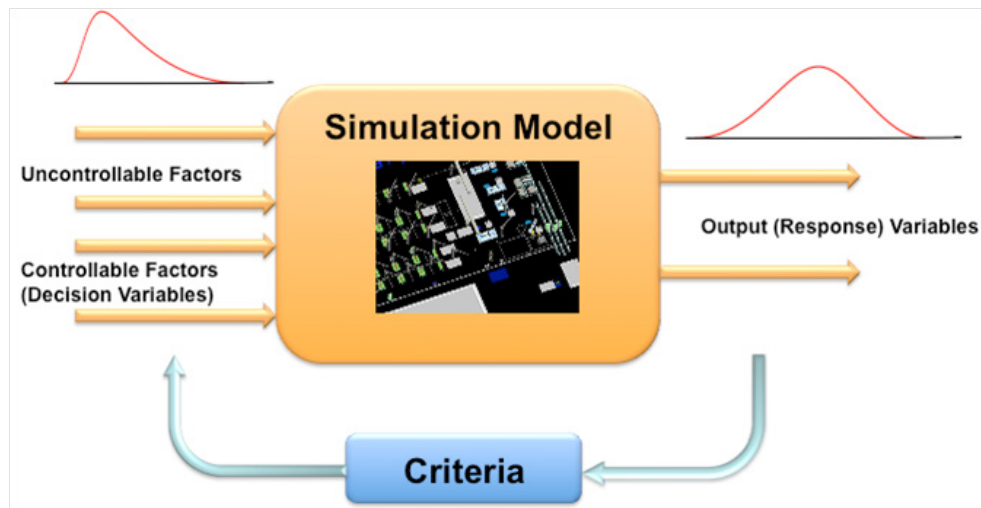 Simulation Model
Uncontrollable Factors
Controllable Factors
(Decision Variables)
Output (Response) Variables
Criteria